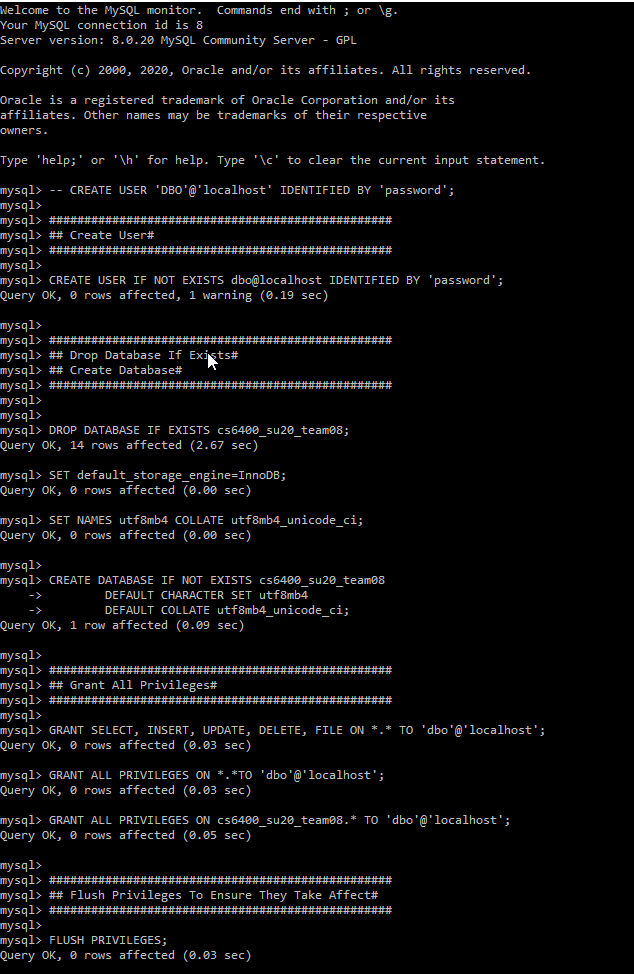 Welcome to the MySQL monitor.  Commands end with ; or \g.
Your MySQL connection id is 8
Server version: 8.0.20 MySQL Community Server - GPL
Copyright (c) 2000, 2020, Oracle and/or its affiliates. All rights reserved.
Oracle is a registered trademark of Oracle Corporation and/or its
affiliates. Other names may be trademarks of their respective
owners.
Type 'help;' or '\h' for help. Type '\c' to clear the current input statement.
mysql> -- CREATE USER 'DBO'@'localhost' IDENTIFIED BY 'password';
mysql>
mysql> #################################################
mysql> ## Create User#
mysql> #################################################
mysql>
mysql> CREATE USER IF NOT EXISTS dbo@localhost IDENTIFIED BY 'password';
Query OK, 0 rows affected, 1 warning (0.19 sec)
mysql>
mysql> #################################################
mysql> ## Drop Database If Exists#
mysql> ## Create Database#
mysql> #################################################
mysql>
mysql>
mysql> DROP DATABASE IF EXISTS cs6400_su20_team08;
Query OK, 14 rows affected (2.67 sec)
mysql> SET default_storage_engine=InnoDB;
Query OK, 0 rows affected (0.00 sec)
mysql> SET NAMES utf8mb4 COLLATE utf8mb4_unicode_ci;
Query OK, 0 rows affected (0.00 sec)
mysql>
mysql> CREATE DATABASE IF NOT EXISTS cs6400_su20_team08
    ->         DEFAULT CHARACTER SET utf8mb4
    ->         DEFAULT COLLATE utf8mb4_unicode_ci;
Query OK, 1 row affected (0.09 sec)
mysql>
mysql> #################################################
mysql> ## Grant All Privileges#
mysql> #################################################
mysql>
mysql> GRANT SELECT, INSERT, UPDATE, DELETE, FILE ON *.* TO 'dbo'@'localhost';
Query OK, 0 rows affected (0.03 sec)
mysql> GRANT ALL PRIVILEGES ON *.*TO 'dbo'@'localhost';
Query OK, 0 rows affected (0.03 sec)
mysql> GRANT ALL PRIVILEGES ON cs6400_su20_team08.* TO 'dbo'@'localhost';
Query OK, 0 rows affected (0.05 sec)
mysql>
mysql> #################################################
mysql> ## Flush Privileges To Ensure They Take Affect#
mysql> #################################################
mysql>
mysql> FLUSH PRIVILEGES;
Query OK, 0 rows affected (0.03 sec)